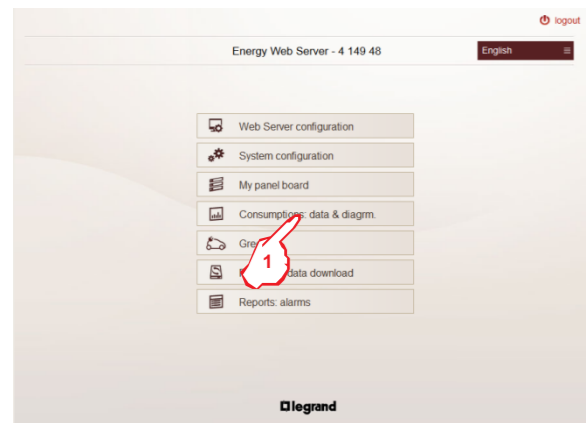 logout
Energy Web Server - 4 149 48
English
Web Server configuration
System configuration
My panel board
Consumptions: data & diagrm.
Gre
1
data download
Reports: alarms
legrand